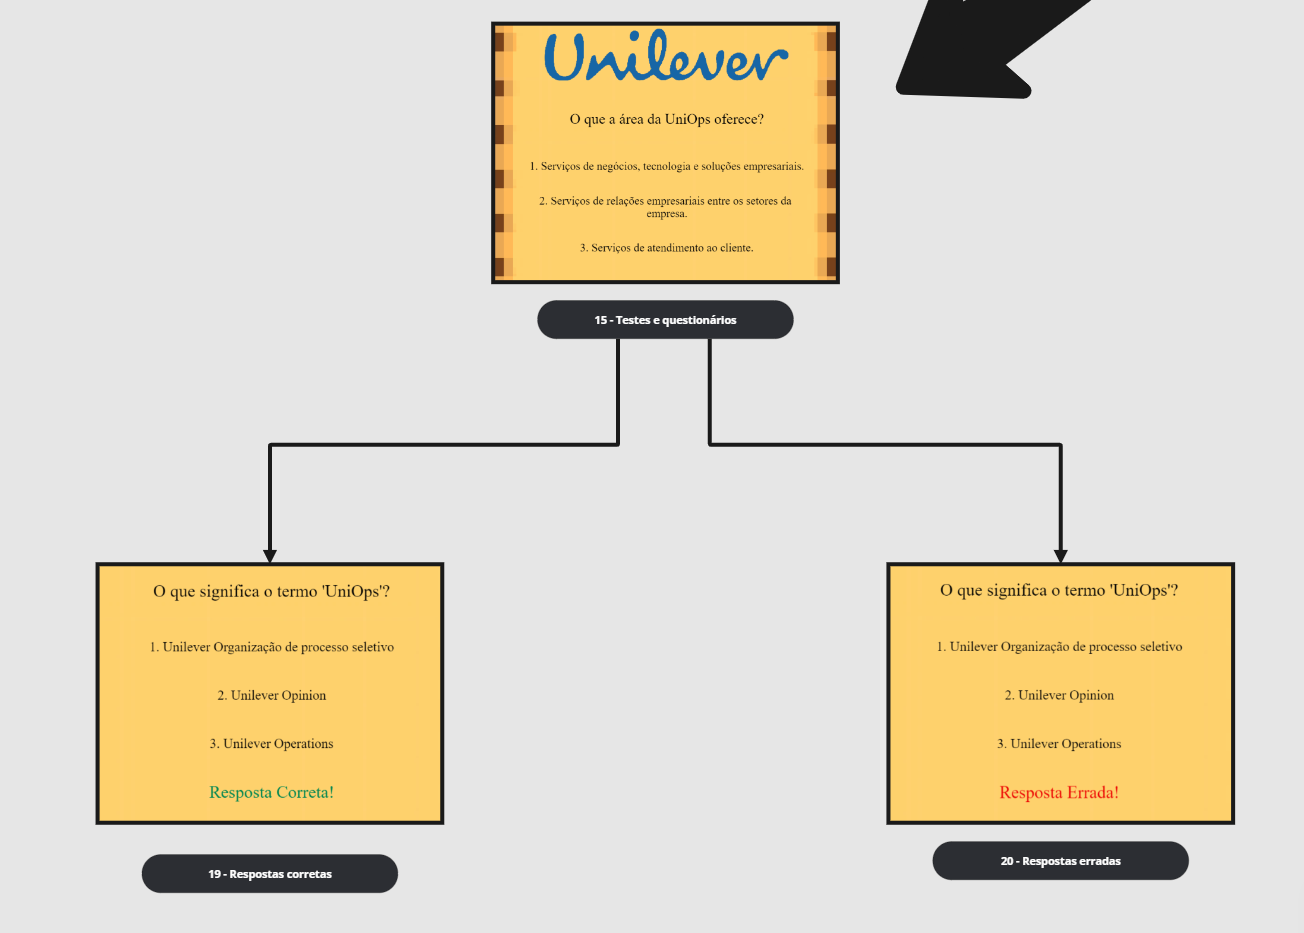 Unilever
O que a área da UniOps oferece?
1. Serviços de negócios, tecnologia e soluções empresariais.
2. Serviços de relações empresariais entre os setores da
empresa.
3. Serviços de atendimento ao cliente.
15 - Testes e questionários
O que significa o termo 'UniOps'?
1. Unilever Organização de processo seletivo
2. Unilever Opinion
3. Unilever Operations
Resposta Correta!
19 - Respostas corretas
O que significa o termo 'UniOps'?
1. Unilever Organização de processo seletivo
2. Unilever Opinion
3. Unilever Operations
Resposta Errada!
20 - Respostas erradas